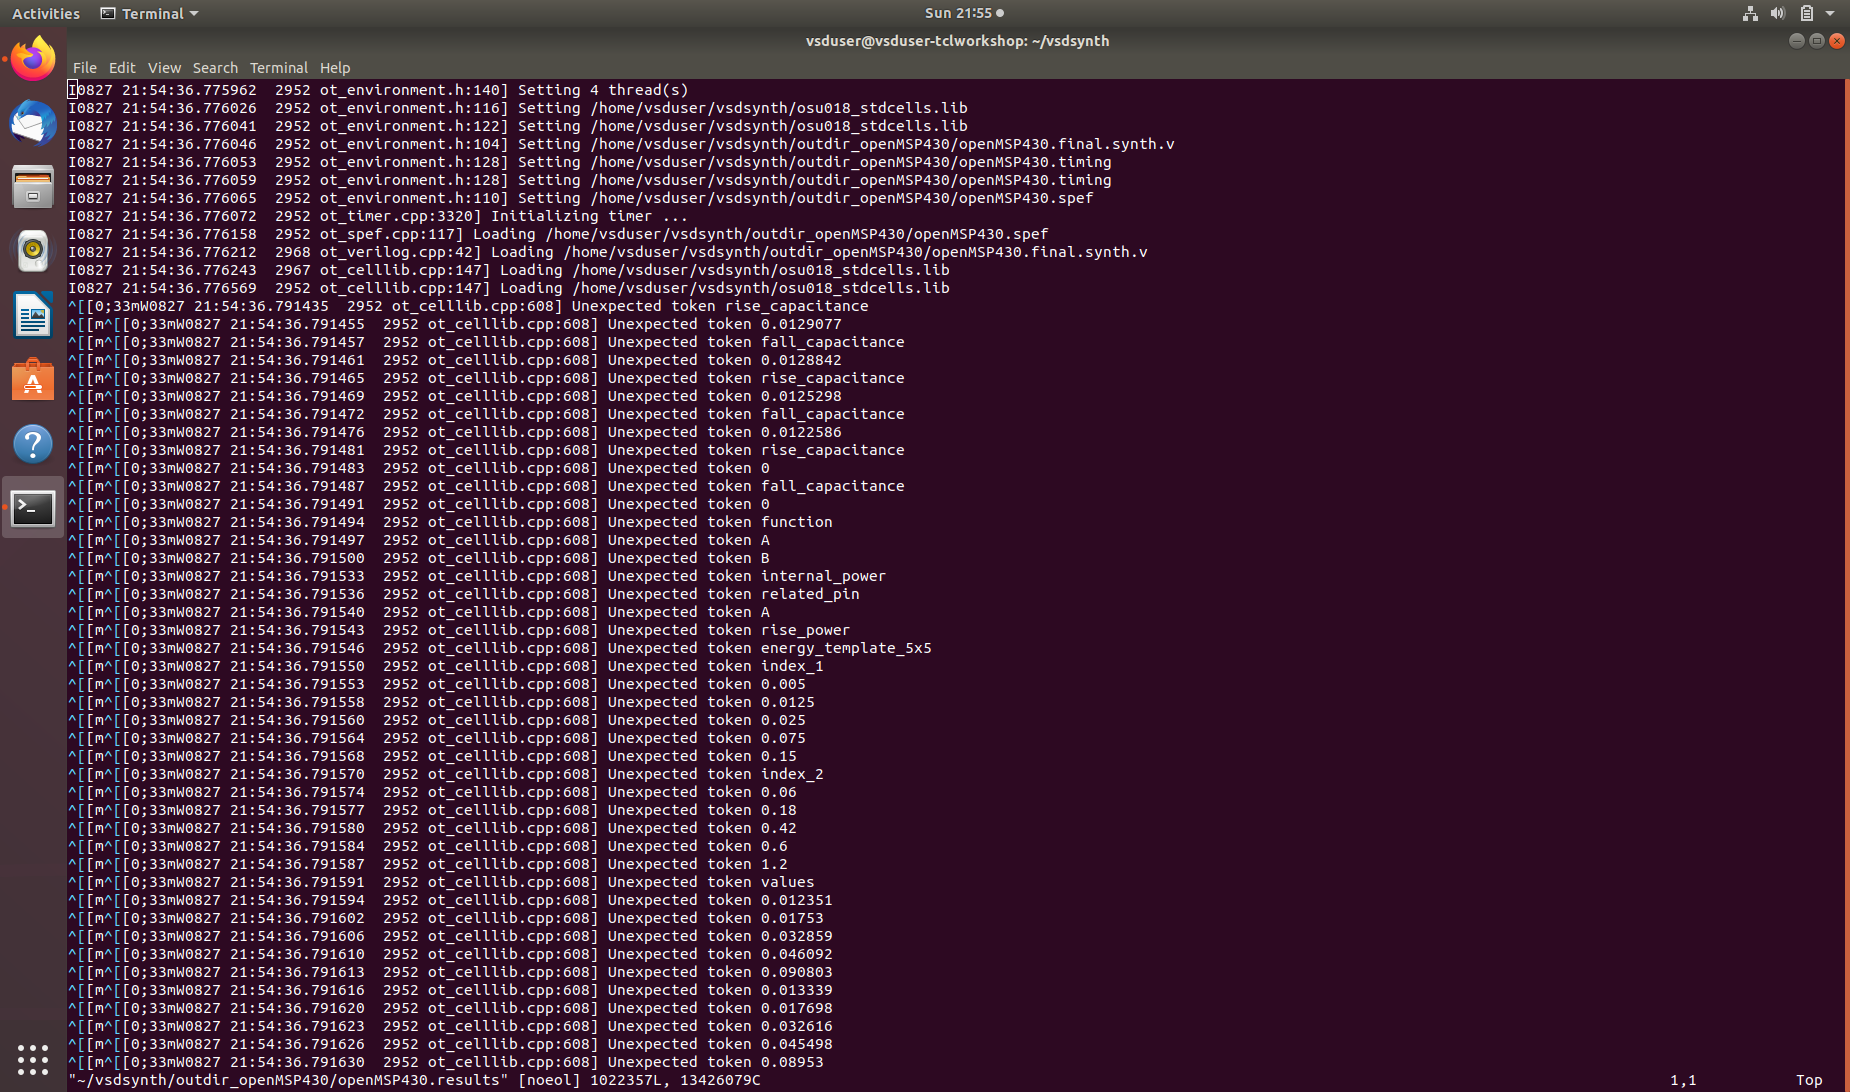 Activities Terminal Sun 21:55
vsduser@vsduser-tclworkshop: ~/vsdsynth
File Edit View Search Terminal Help
I0827 21:54:36.775962  2952 ot_environment.h:140] Setting 4 thread(s)
I0827 21:54:36.776026  2952 ot_environment.h:116] Setting /home/vsduser/vsdsynth/osu018_stdcells.lib
I0827 21:54:36.776041  2952 ot_environment.h:122] Setting /home/vsduser/vsdsynth/osu018_stdcells.lib
I0827 21:54:36.776046  2952 ot_environment.h:104] Setting /home/vsduser/vsdsynth/outdir_openMSP430/openMSP430.final.synth.v
I0827 21:54:36.776053  2952 ot_environment.h:128] Setting /home/vsduser/vsdsynth/outdir_openMSP430/openMSP430.timing
I0827 21:54:36.776059  2952 ot_environment.h:128] Setting /home/vsduser/vsdsynth/outdir_openMSP430/openMSP430.timing
I0827 21:54:36.776065  2952 ot_environment.h:110] Setting /home/vsduser/vsdsynth/outdir_openMSP430/openMSP430.spef
I0827 21:54:36.776072  2952 ot_timer.cpp:3320] Initializing timer ...
I0827 21:54:36.776158  2952 ot_spef.cpp:117] Loading /home/vsduser/vsdsynth/outdir_openMSP430/openMSP430.spef
I0827 21:54:36.776212  2968 ot_verilog.cpp:42] Loading /home/vsduser/vsdsynth/outdir_openMSP430/openMSP430.final.synth.v
I0827 21:54:36.776243  2967 ot_celllib.cpp:147] Loading /home/vsduser/vsdsynth/osu018_stdcells.lib
I0827 21:54:36.776569  2952 ot_celllib.cpp:147] Loading /home/vsduser/vsdsynth/osu018_stdcells.lib
^[[0;33mW0827 21:54:36.791435  2952 ot_celllib.cpp:608] Unexpected token rise_capacitance
^[[m^[[0;33mW0827 21:54:36.791455  2952 ot_celllib.cpp:608] Unexpected token 0.0129077
^[[m^[[0;33mW0827 21:54:36.791457  2952 ot_celllib.cpp:608] Unexpected token fall_capacitance
^[[m^[[0;33mW0827 21:54:36.791461  2952 ot_celllib.cpp:608] Unexpected token 0.0128842
^[[m^[[0;33mW0827 21:54:36.791465  2952 ot_celllib.cpp:608] Unexpected token rise_capacitance
^[[m^[[0;33mW0827 21:54:36.791469  2952 ot_celllib.cpp:608] Unexpected token 0.0125298
^[[m^[[0;33mW0827 21:54:36.791472  2952 ot_celllib.cpp:608] Unexpected token fall_capacitance
^[[m^[[0;33mW0827 21:54:36.791476  2952 ot_celllib.cpp:608] Unexpected token 0.0122586
^[[m^[[0;33mW0827 21:54:36.791481  2952 ot_celllib.cpp:608] Unexpected token rise_capacitance
^[[m^[[0;33mW0827 21:54:36.791483  2952 ot_celllib.cpp:608] Unexpected token 0
^[[m^[[0;33mW0827 21:54:36.791487  2952 ot_celllib.cpp:608] Unexpected token fall_capacitance
^[[m^[[0;33mW0827 21:54:36.791491  2952 ot_celllib.cpp:608] Unexpected token 0
^[[m^[[0;33mW0827 21:54:36.791494  2952 ot_celllib.cpp:608] Unexpected token function
^[[m^[[0;33mW0827 21:54:36.791497  2952 ot_celllib.cpp:608] Unexpected token A
^[[m^[[0;33mW0827 21:54:36.791500  2952 ot_celllib.cpp:608] Unexpected token B
^[[m^[[0;33mW0827 21:54:36.791533  2952 ot_celllib.cpp:608] Unexpected token internal_power
^[[m^[[0;33mW0827 21:54:36.791536  2952 ot_celllib.cpp:608] Unexpected token related_pin
^[[m^[[0;33mW0827 21:54:36.791540  2952 ot_celllib.cpp:608] Unexpected token A
^[[m^[[0;33mW0827 21:54:36.791543  2952 ot_celllib.cpp:608] Unexpected token rise_power
^[[m^[[0;33mW0827 21:54:36.791546  2952 ot_celllib.cpp:608] Unexpected token energy_template_5x5
^[[m^[[0;33mW0827 21:54:36.791550  2952 ot_celllib.cpp:608] Unexpected token index_1
^[[m^[[0;33mW0827 21:54:36.791553  2952 ot_celllib.cpp:608] Unexpected token 0.005
^[[m^[[0;33mW0827 21:54:36.791558  2952 ot_celllib.cpp:608] Unexpected token 0.0125
^[[m^[[0;33mW0827 21:54:36.791560  2952 ot_celllib.cpp:608] Unexpected token 0.025
^[[m^[[0;33mW0827 21:54:36.791564  2952 ot_celllib.cpp:608] Unexpected token 0.075
^[[m^[[0;33mW0827 21:54:36.791568  2952 ot_celllib.cpp:608] Unexpected token 0.15
^[[m^[[0;33mW0827 21:54:36.791570  2952 ot_celllib.cpp:608] Unexpected token index_2
^[[m^[[0;33mW0827 21:54:36.791574  2952 ot_celllib.cpp:608] Unexpected token 0.06
^[[m^[[0;33mW0827 21:54:36.791577  2952 ot_celllib.cpp:608] Unexpected token 0.18
^[[m^[[0;33mW0827 21:54:36.791580  2952 ot_celllib.cpp:608] Unexpected token 0.42
^[[m^[[0;33mW0827 21:54:36.791584  2952 ot_celllib.cpp:608] Unexpected token 0.6
^[[m^[[0;33mW0827 21:54:36.791587  2952 ot_celllib.cpp:608] Unexpected token 1.2
^[[m^[[0;33mW0827 21:54:36.791591  2952 ot_celllib.cpp:608] Unexpected token values
^[[m^[[0;33mW0827 21:54:36.791594  2952 ot_celllib.cpp:608] Unexpected token 0.012351
^[[m^[[0;33mW0827 21:54:36.791602  2952 ot_celllib.cpp:608] Unexpected token 0.01753
^[[m^[[0;33mW0827 21:54:36.791606  2952 ot_celllib.cpp:608] Unexpected token 0.032859
^[[m^[[0;33mW0827 21:54:36.791610  2952 ot_celllib.cpp:608] Unexpected token 0.046092
^[[m^[[0;33mW0827 21:54:36.791613  2952 ot_celllib.cpp:608] Unexpected token 0.090803
^[[m^[[0;33mW0827 21:54:36.791616  2952 ot_celllib.cpp:608] Unexpected token 0.013339
^[[m^[[0;33mW0827 21:54:36.791620  2952 ot_celllib.cpp:608] Unexpected token 0.017698
^[[m^[[0;33mW0827 21:54:36.791623  2952 ot_celllib.cpp:608] Unexpected token 0.032616
^[[m^[[0;33mW0827 21:54:36.791626  2952 ot_celllib.cpp:608] Unexpected token 0.045498
^[[m^[[0;33mW0827 21:54:36.791630  2952 ot_celllib.cpp:608] Unexpected token 0.08953
"~/vsdsynth/outdir_openMSP430/openMSP430.results" [noeol] 1022357L, 13426079C 1,1 Top